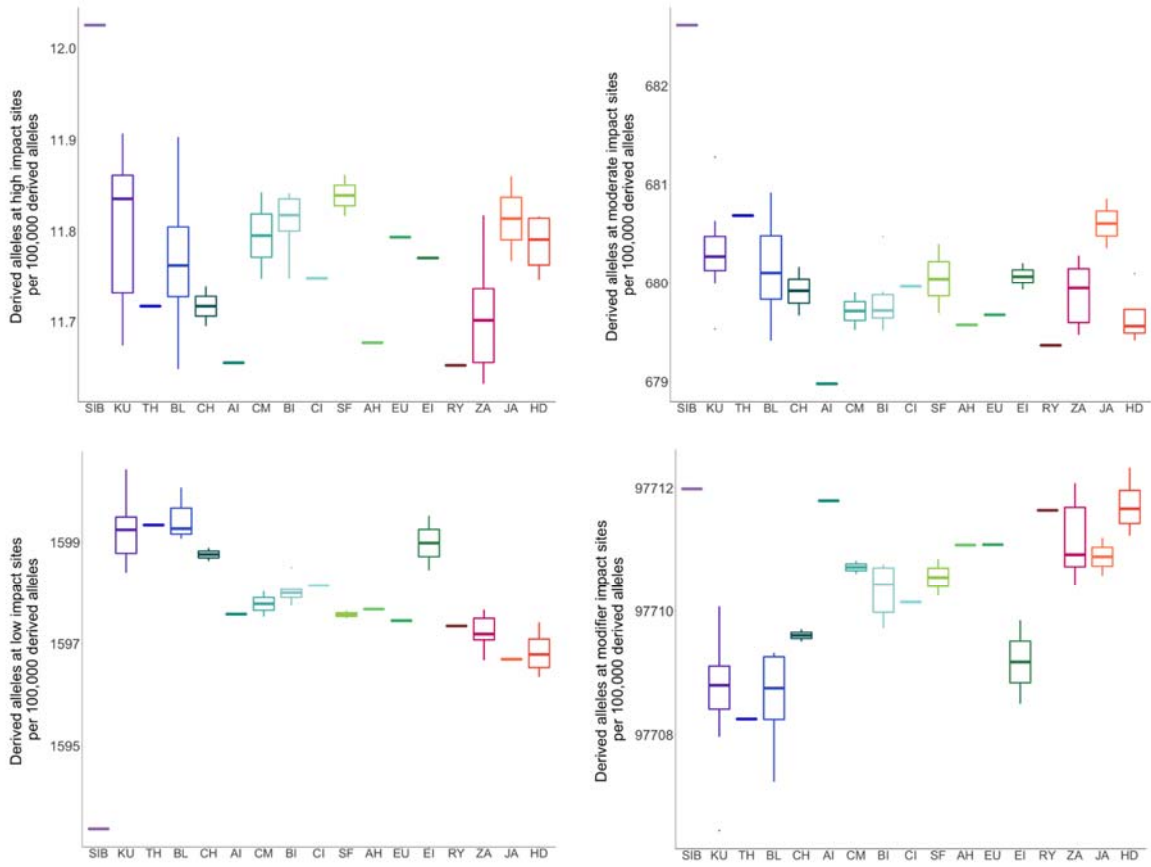 Derived alleles at high impact sites
per 100,000 derived alleles
12.0
11.9
11.8
11.7
SIB KU TH BL CH AI CM BI CI SF AH EU EI RY ZA JA HD
Derived alleles at moderate impact sites
per 100,000 derived alleles
682
681
680
679
SIB KU TH BL CH AI CM BI CI SF AH EU EI RY ZA JA HD
Derived alleles at low impact sites
per 100,000 derived alleles
1599
1597
1595
SIB KU TH BL CH AI CM BI CI SF AH EU EI RY ZA JA HD
Derived alleles at modifier impact sites
per 100,000 derived alleles
97712
97710
97708
SIB KU TH BL CH AI CM BI CI SF AH EU EI RY ZA JA HD